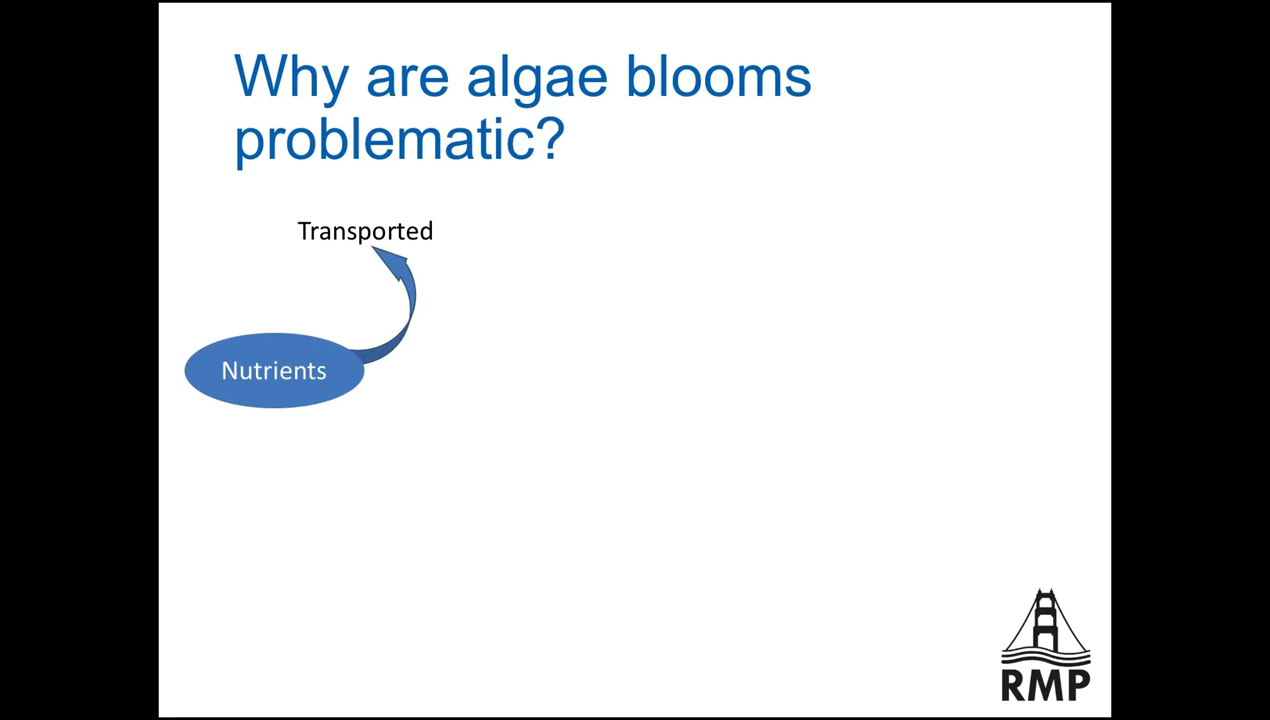 Why are algae blooms
problematic?
Transported
Nutrients
RMP